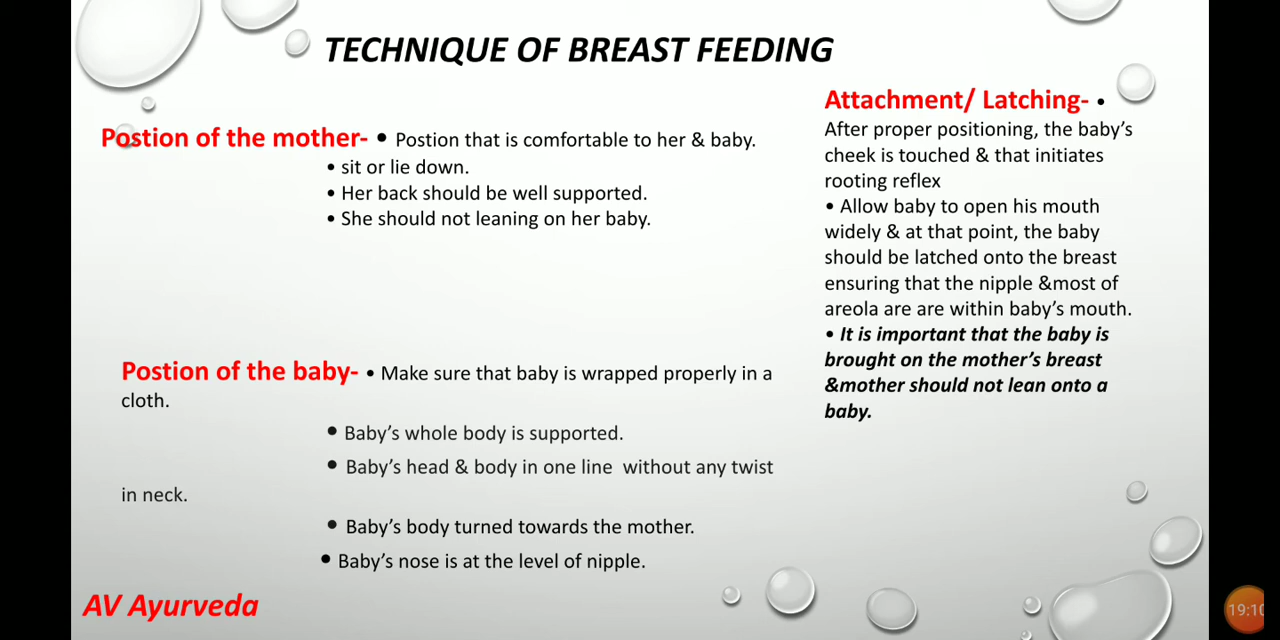 TECHNIQUE OF BREAST FEEDING
Postion of the mother- • Postion that is comfortable to her & baby.
• sit or lie down.
• Her back should be well supported.
• She should not leaning on her baby.
Postion of the baby- • Make sure that baby is wrapped properly in a
cloth.
• Baby's whole body is supported.
• Baby's head & body in one line without any twist
in neck.
• Baby's body turned towards the mother.
• Baby's nose is at the level of nipple.
Attachment/ Latching- •
After proper positioning, the baby's
cheek is touched & that initiates
rooting reflex
• Allow baby to open his mouth
widely & at that point, the baby
should be latched onto the breast
ensuring that the nipple &most of
areola are are within baby's mouth.
• It is important that the baby is
brought on the mother's breast
&mother should not lean onto a
baby.
AV Ayurveda
19:10